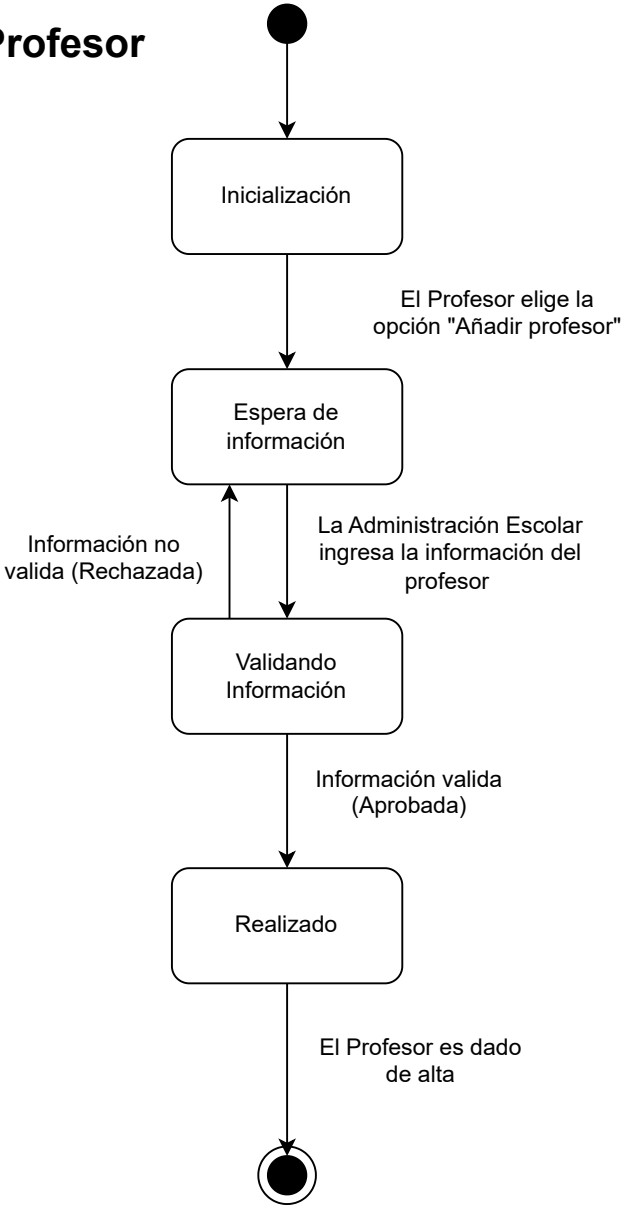 Profesor
Inicialización
El Profesor elige la
opción "Añadir profesor"
Espera de
información
Información no
valida (Rechazada)
La Administración Escolar
ingresa la información del
profesor
Validando
Información
Información valida
(Aprobada)
Realizado
El Profesor es dado
de alta